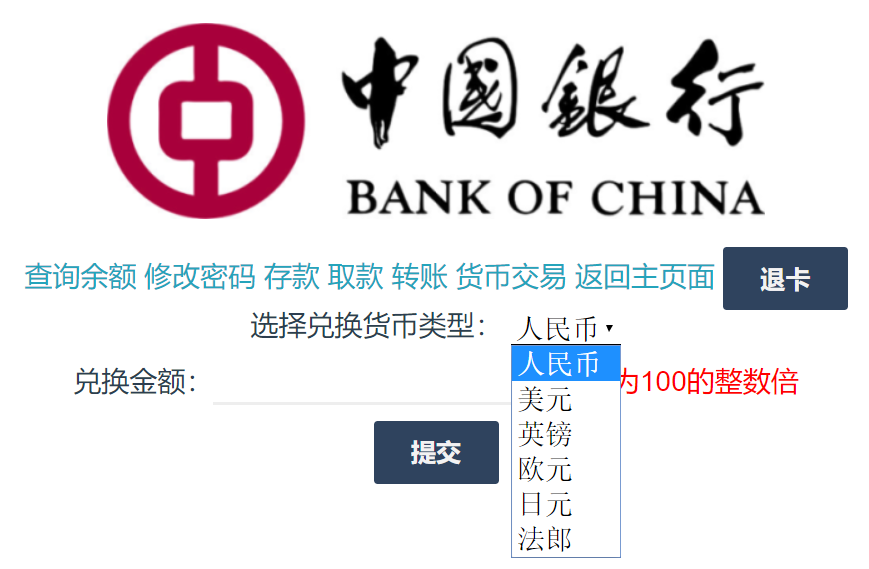 中國銀行
BANK OF CHINA
查询余额 修改密码 存款 取款 转账 货币交易 返回主页面 退卡
选择兑换货币类型： 人民币
兑换金额： 为100的整数倍
人民币
美元
英镑
欧元
日元
法郎
提交